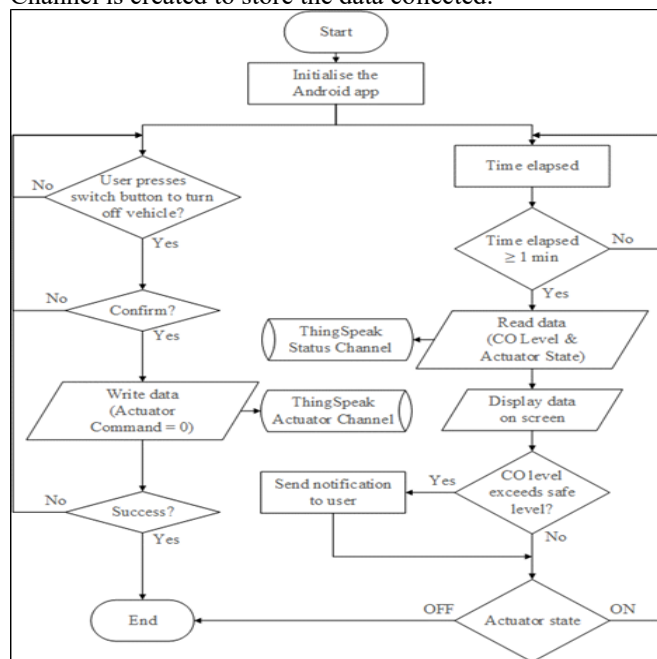 Channel is created to store the data collected.
Start
Initialise the
Android app
User presses
switch button to turn
off vehicle?
No
Yes
Confirm?
No
Yes
Write data
(Actuator
Command = 0)
ThingSpeak
Actuator Channel
Success?
No
Yes
End
Time elapsed
Time elapsed
≥ 1 min
No
Yes
Read data
(CO Level &
Actuator State)
ThingSpeak
Status Channel
Display data
on screen
CO level
exceeds safe
level?
Yes
Send notification
to user
No
Actuator state
OFF
ON